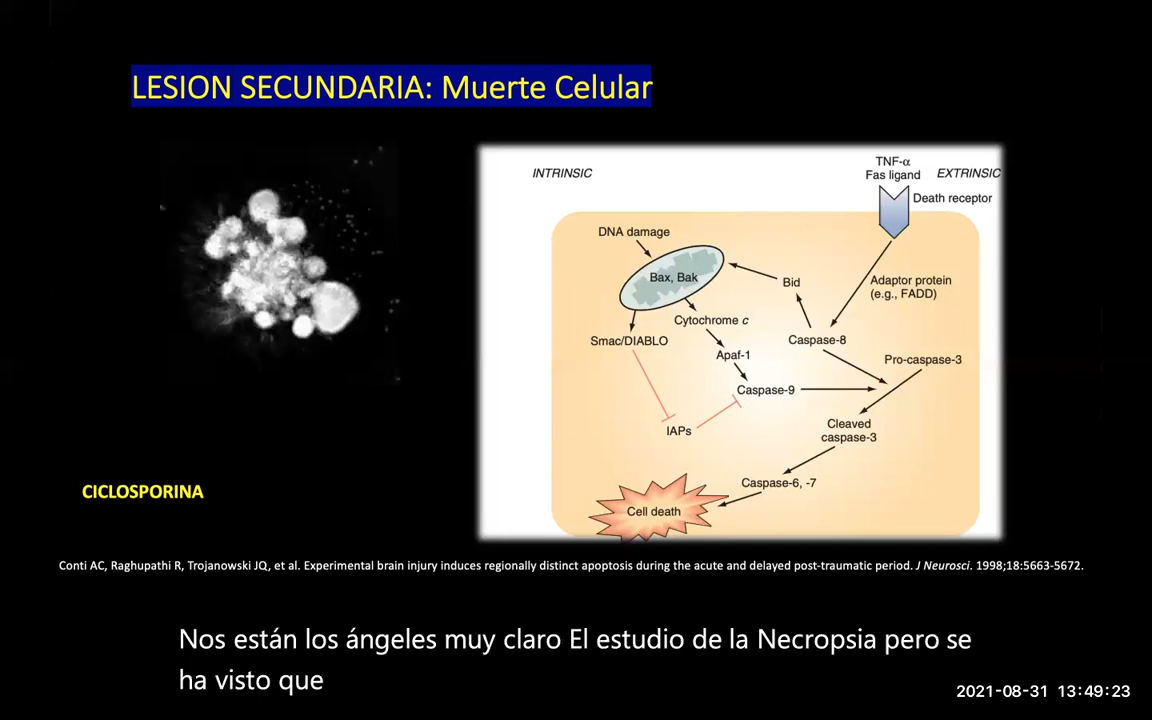 LESION SECUNDARIA: Muerte Celular
INTRINSIC
TNF-α
Fas ligand
EXTRINSIC
Death receptor
DNA damage
Bax, Bak
Bid
Adaptor protein
(e.g., FADD)
Cytochrome c
Smac/DIABLO
Caspase-8
Apaf-1
Pro-caspase-3
Caspase-9
IAPs
Cleaved
caspase-3
Caspase-6, -7
Cell death
CICLOSPORINA
Conti AC, Raghupathi R, Trojanowski JQ, et al. Experimental brain injury induces regionally distinct apoptosis during the acute and delayed post-traumatic period. J Neurosci. 1998;18:5663-5672.
Nos están los ángeles muy claro El estudio de la Necropsia pero se
ha visto que
2021-08-31 13:49:23